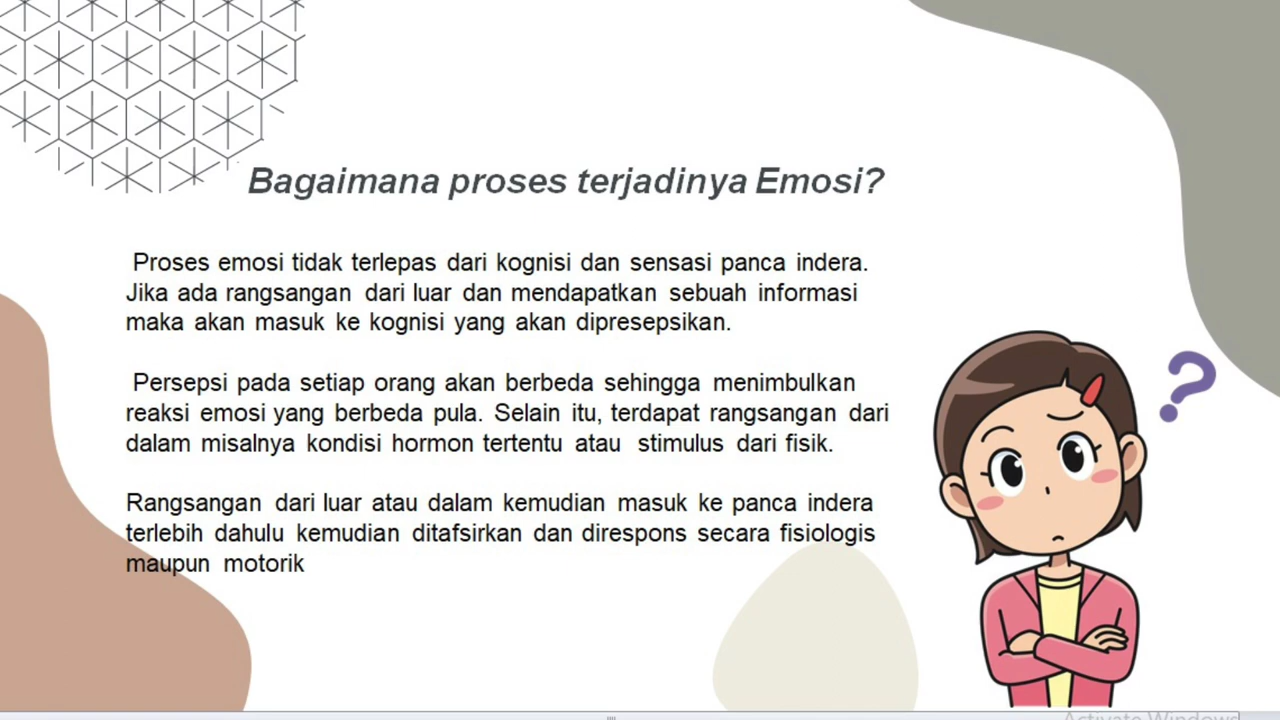 Bagaimana proses terjadinya Emosi?
Proses emosi tidak terlepas dari kognisi dan sensasi panca indera.
Jika ada rangsangan dari luar dan mendapatkan sebuah informasi
maka akan masuk ke kognisi yang akan dipresepsikan.
Persepsi pada setiap orang akan berbeda sehingga menimbulkan
reaksi emosi yang berbeda pula. Selain itu, terdapat rangsangan dari
dalam misalnya kondisi hormon tertentu atau stimulus dari fisik.
Rangsangan dari luar atau dalam kemudian masuk ke panca indera
terlebih dahulu kemudian ditafsirkan dan direspons secara fisiologis
maupun motorik
?
Activate Windows